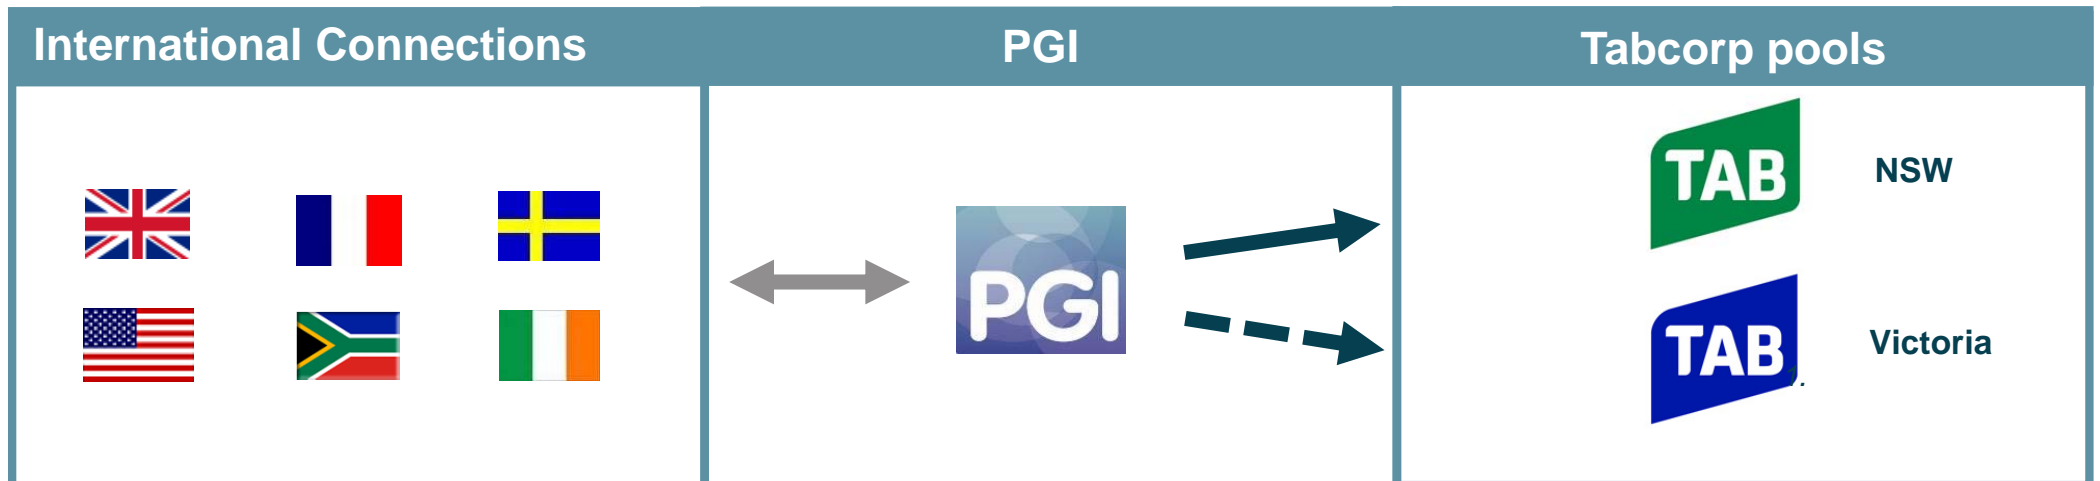 International Connections
PGI
Tabcorp pools
PGI
TAB
NSW
TAB
Victoria